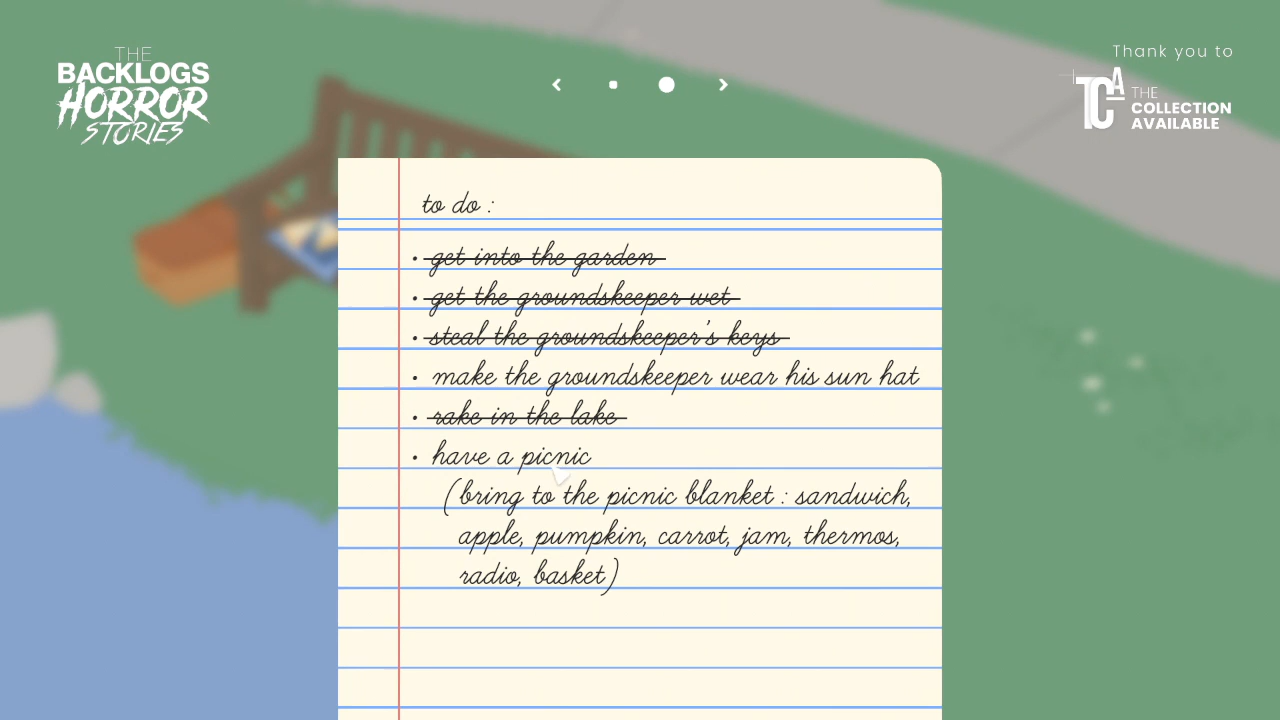 THE
BACKLOGS
HORROR
STORIES
Thank you to
TCA
THE
COLLECTION
AVAILABLE
to do :
• get into the garden
• get the groundskeeper wet
• steal the groundskeeper's keys
• make the groundskeeper wear his sun hat
• rake in the lake
• have a picnic
(bring to the picnic blanket : sandwich,
apple, pumpkin, carrot, jam, thermos,
radio, basket)